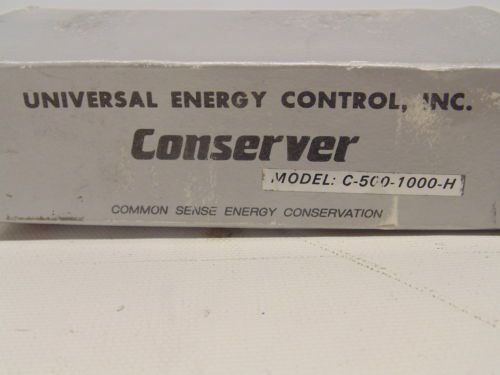 UNIVERSAL ENERGY CONTROL, INC.
Conserver
MODEL: C-500-1000-H
COMMON SENSE ENERGY CONSERVATION